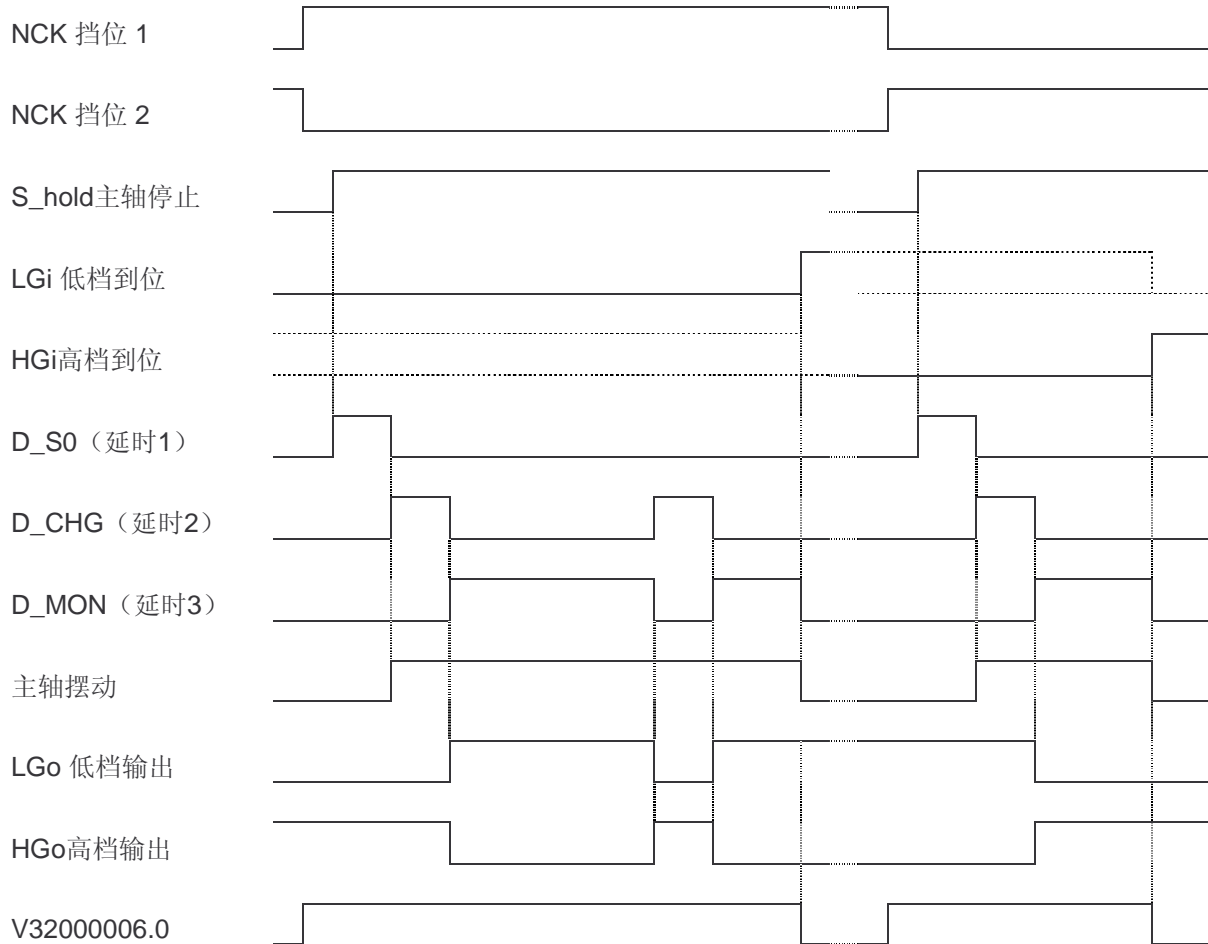 NCK 挡位 1
NCK 挡位 2
S_hold主轴停止
LGi 低档到位
HGi高档到位
D_S0（延时1）
D_CHG（延时2）
D_MON（延时3）
主轴摆动
LGo 低档输出
HGo高档输出
V32000006.0